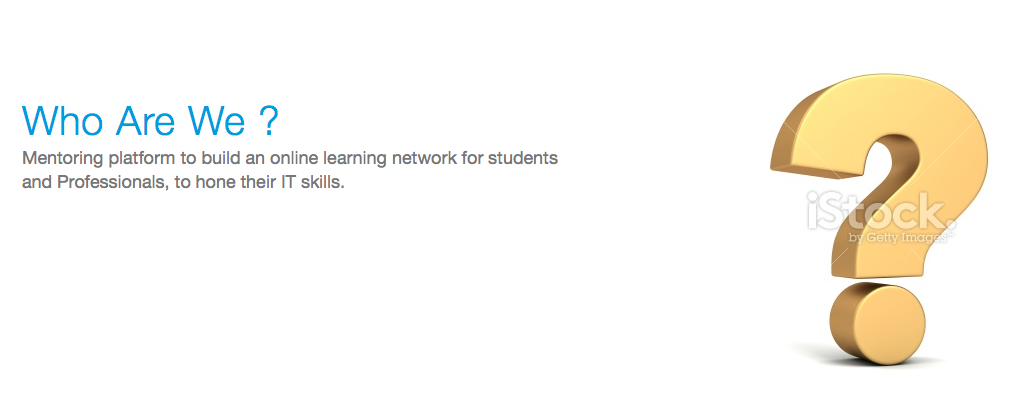 Who Are We ?
Mentoring platform to build an online learning network for students
and Professionals, to hone their IT skills.
iStock.
by Getty Images™